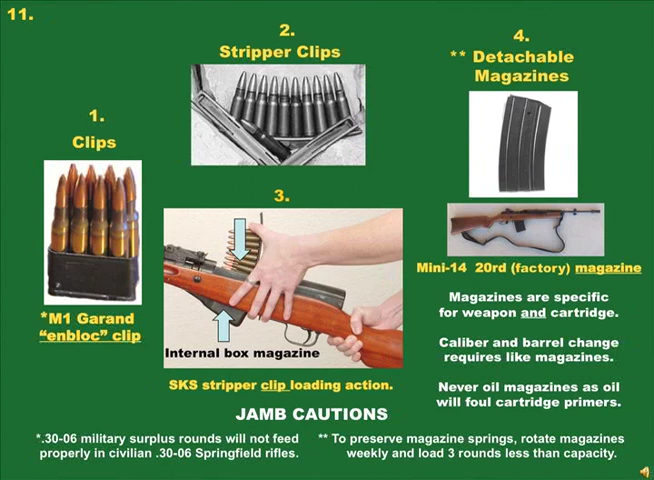 11.
1.
Clips
*M1 Garand
“enbloc” clip
2.
Stripper Clips
3.
Internal box magazine
SKS stripper clip loading action.
4.
** Detachable
Magazines
Mini-14  20rd (factory) magazine
Magazines are specific
for weapon and cartridge.
Caliber and barrel change
requires like magazines.
Never oil magazines as oil
will foul cartridge primers.
JAMB CAUTIONS
*.30-06 military surplus rounds will not feed
properly in civilian .30-06 Springfield rifles.
** To preserve magazine springs, rotate magazines
weekly and load 3 rounds less than capacity.